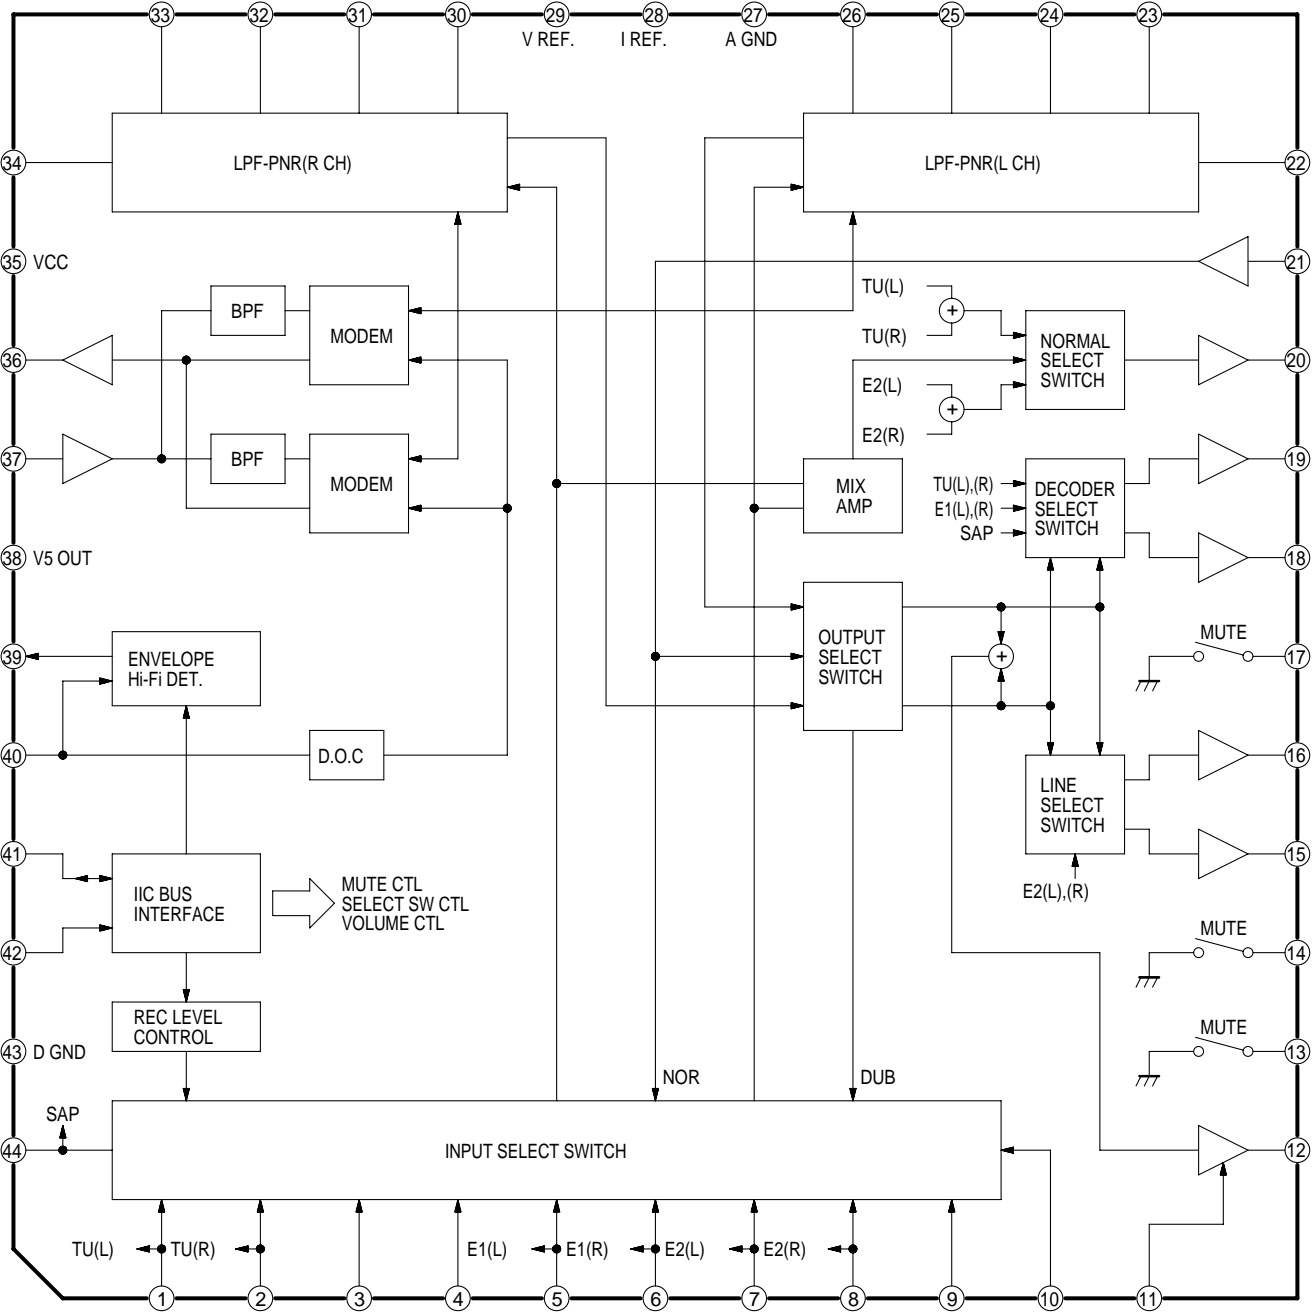 33 32 31 30 29 28 27 26 25 24 23
V REF. I REF. A GND
34 LPF-PNR(R CH) LPF-PNR(L CH) 22
35 VCC 21
TU(L)
BPF
MODEM
TU(R)
NORMAL
SELECT
SWITCH
36 20
E2(L)
E2(R)
37 BPF 19
MODEM
MIX
AMP
TU(L),(R)
E1(L),(R)
SAP
DECODER
SELECT
SWITCH
38 V5 OUT 18
MUTE
39 17
ENVELOPE
Hi-Fi DET.
OUTPUT
SELECT
SWITCH
40 D.O.C 16
LINE
SELECT
SWITCH
41 15
IIC BUS
INTERFACE
MUTE CTL
SELECT SW CTL
VOLUME CTL
E2(L),(R)
MUTE
42 14
REC LEVEL
CONTROL
MUTE
43 D GND 13
NOR DUB
SAP
44 INPUT SELECT SWITCH 12
TU(L) TU(R) E1(L) E1(R) E2(L) E2(R)
1 2 3 4 5 6 7 8 9 10 11